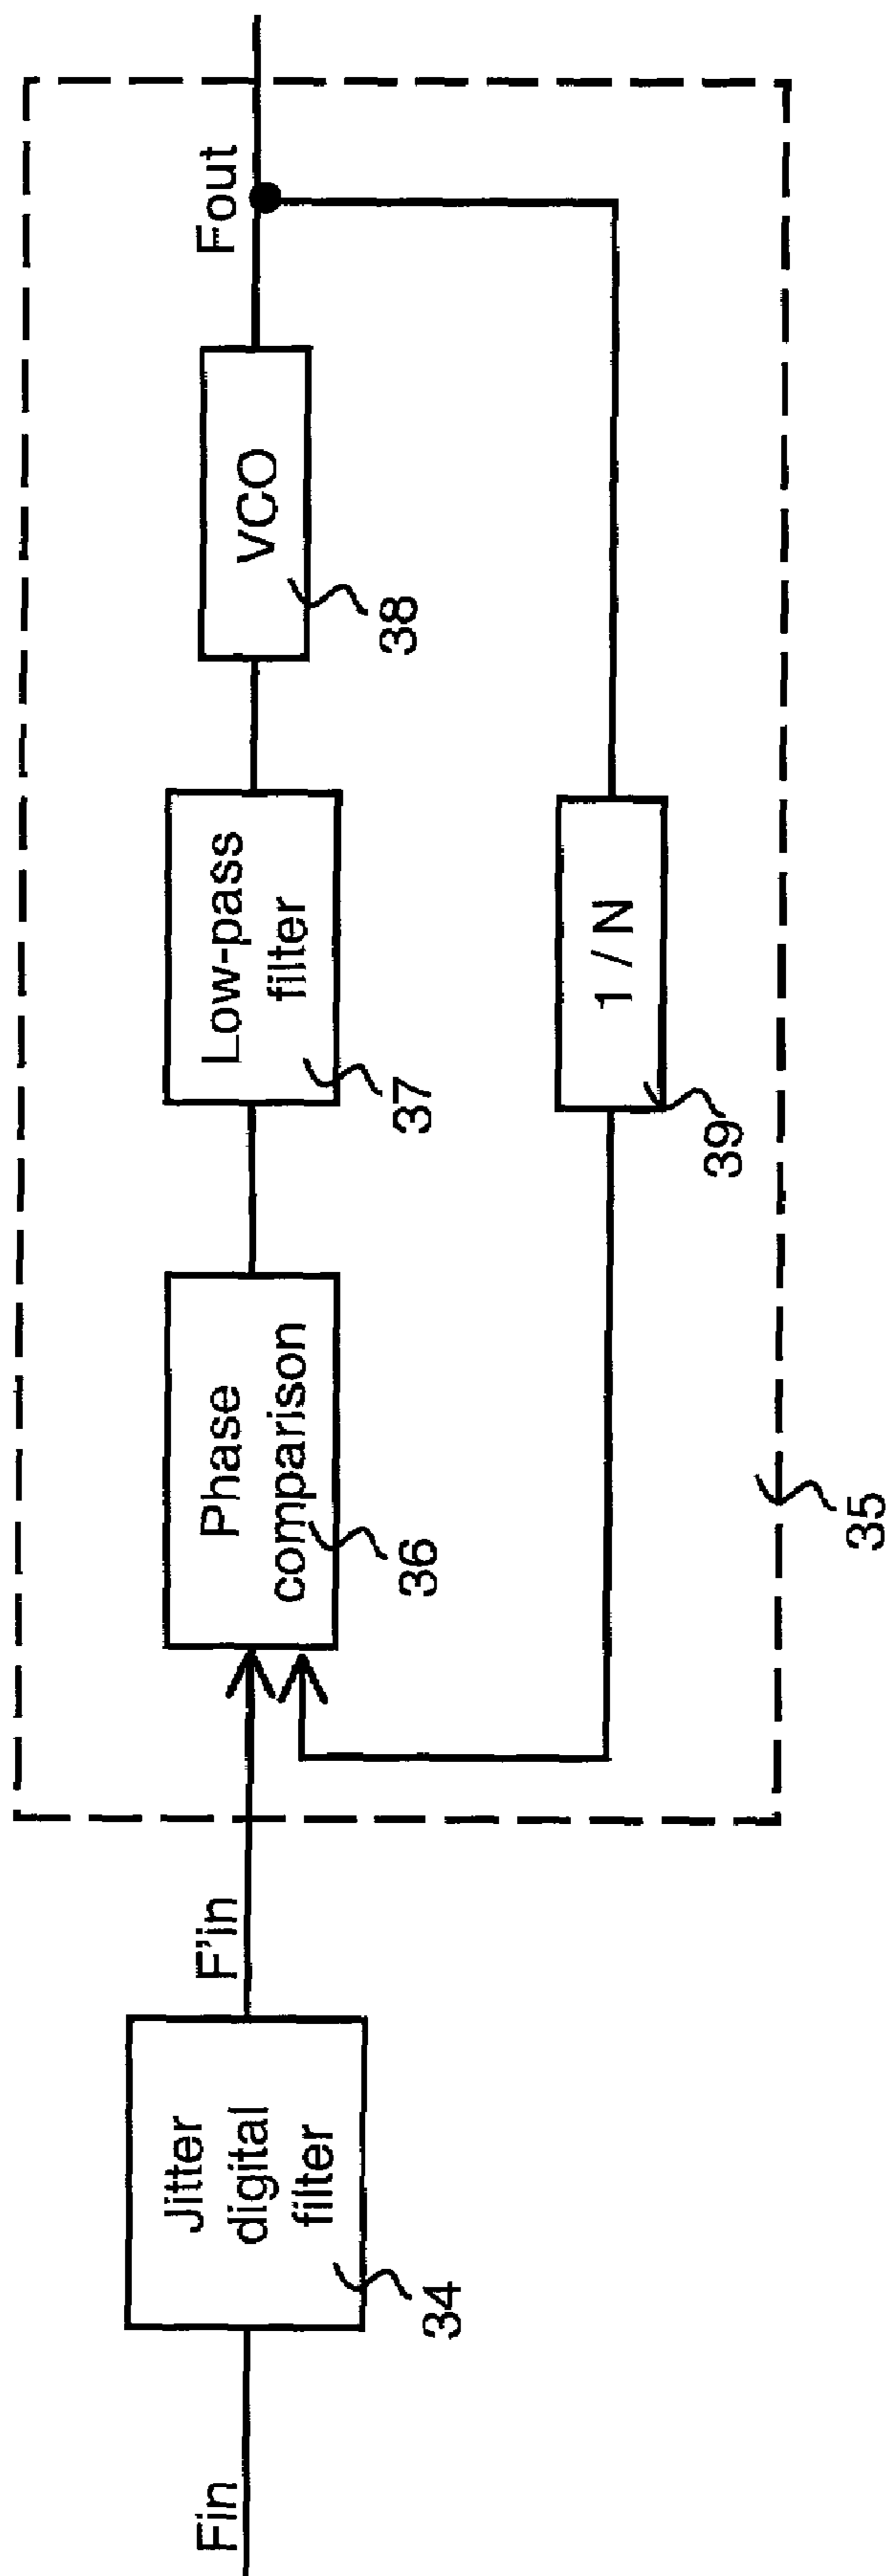 Fin
Jitter
digital
filter
34
F'in
Phase
comparison
36
Low-pass
filter
37
VCO
38
Fout
1 / N
39
35